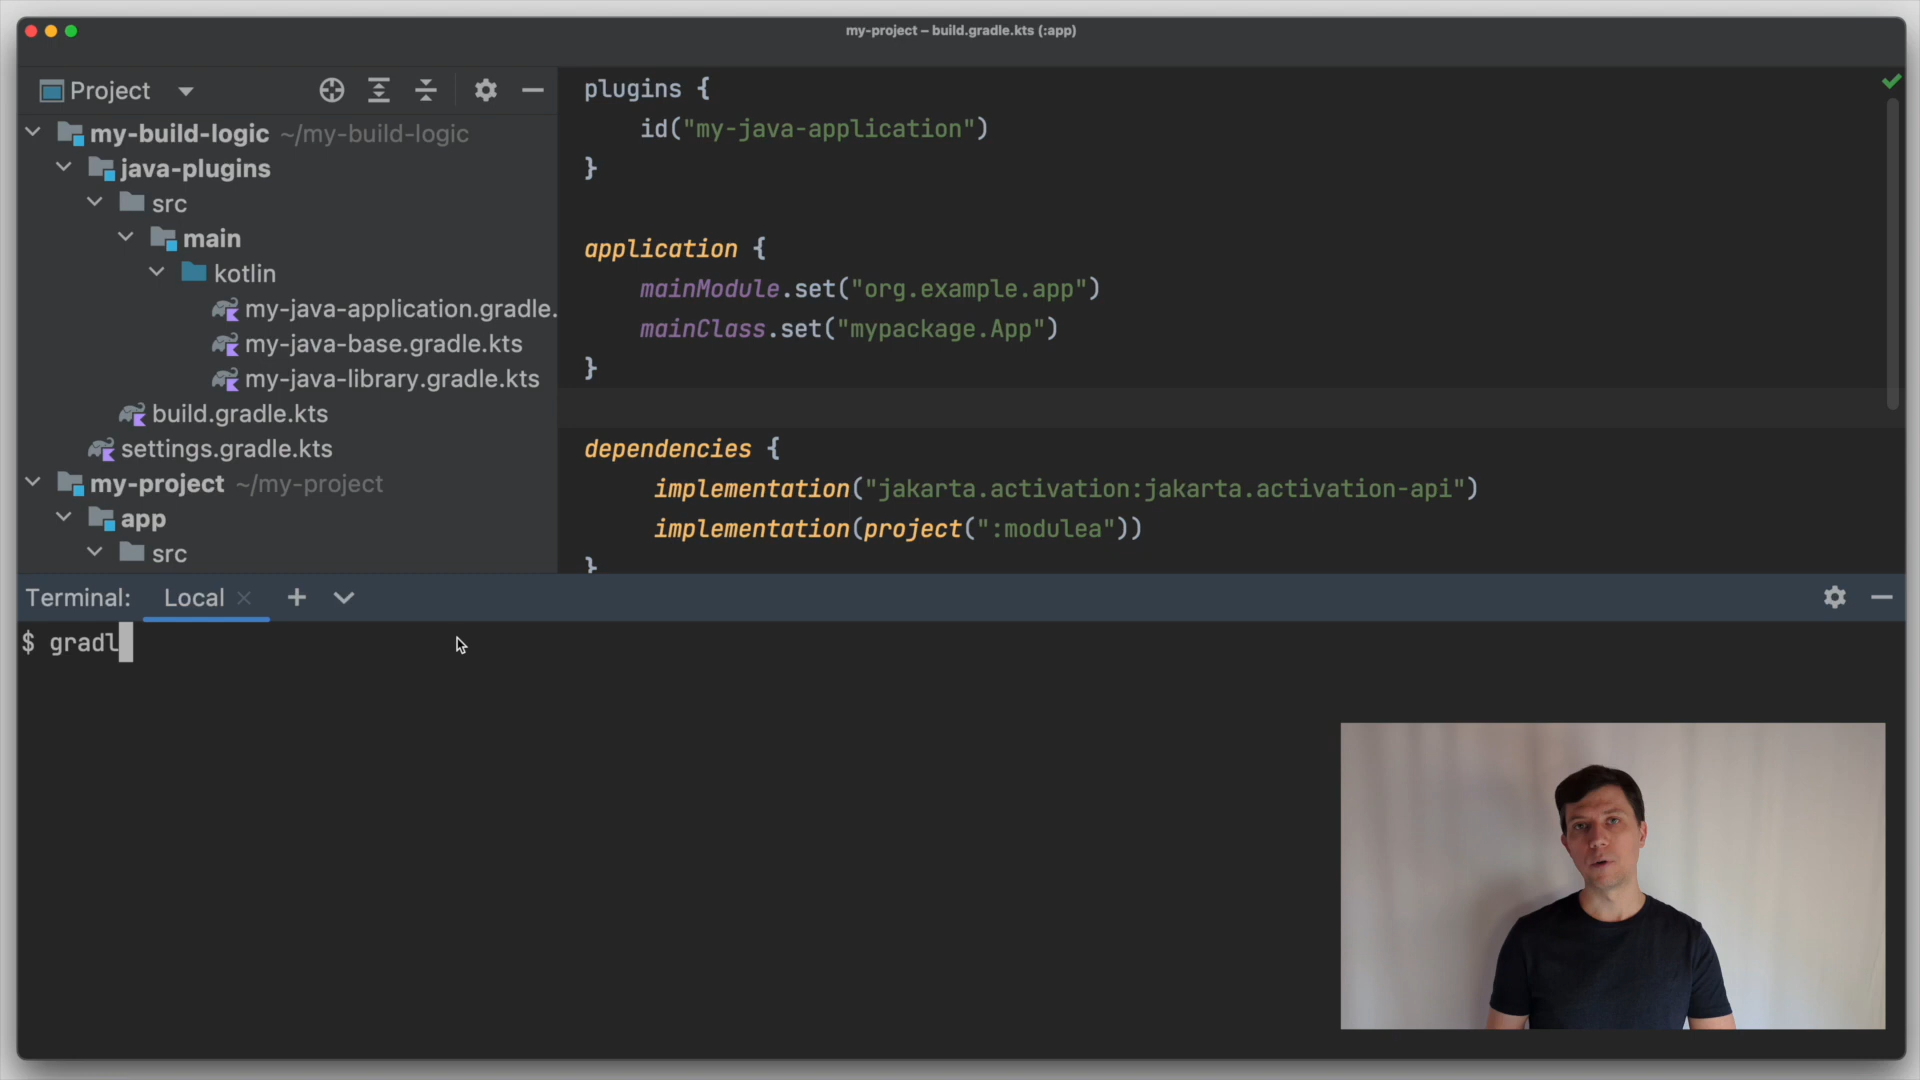 my-project – build.gradle.kts (:app)
Project
my-build-logic ~/my-build-logic
java-plugins
src
main
kotlin
my-java-application.gradle.
my-java-base.gradle.kts
my-java-library.gradle.kts
build.gradle.kts
settings.gradle.kts
my-project ~/my-project
app
src
plugins {
id("my-java-application")
}
application {
mainModule.set("org.example.app")
mainClass.set("mypackage.App")
}
dependencies {
implementation("jakarta.activation:jakarta.activation-api")
implementation(project(":modulea"))
}
Terminal: Local
$ gradl